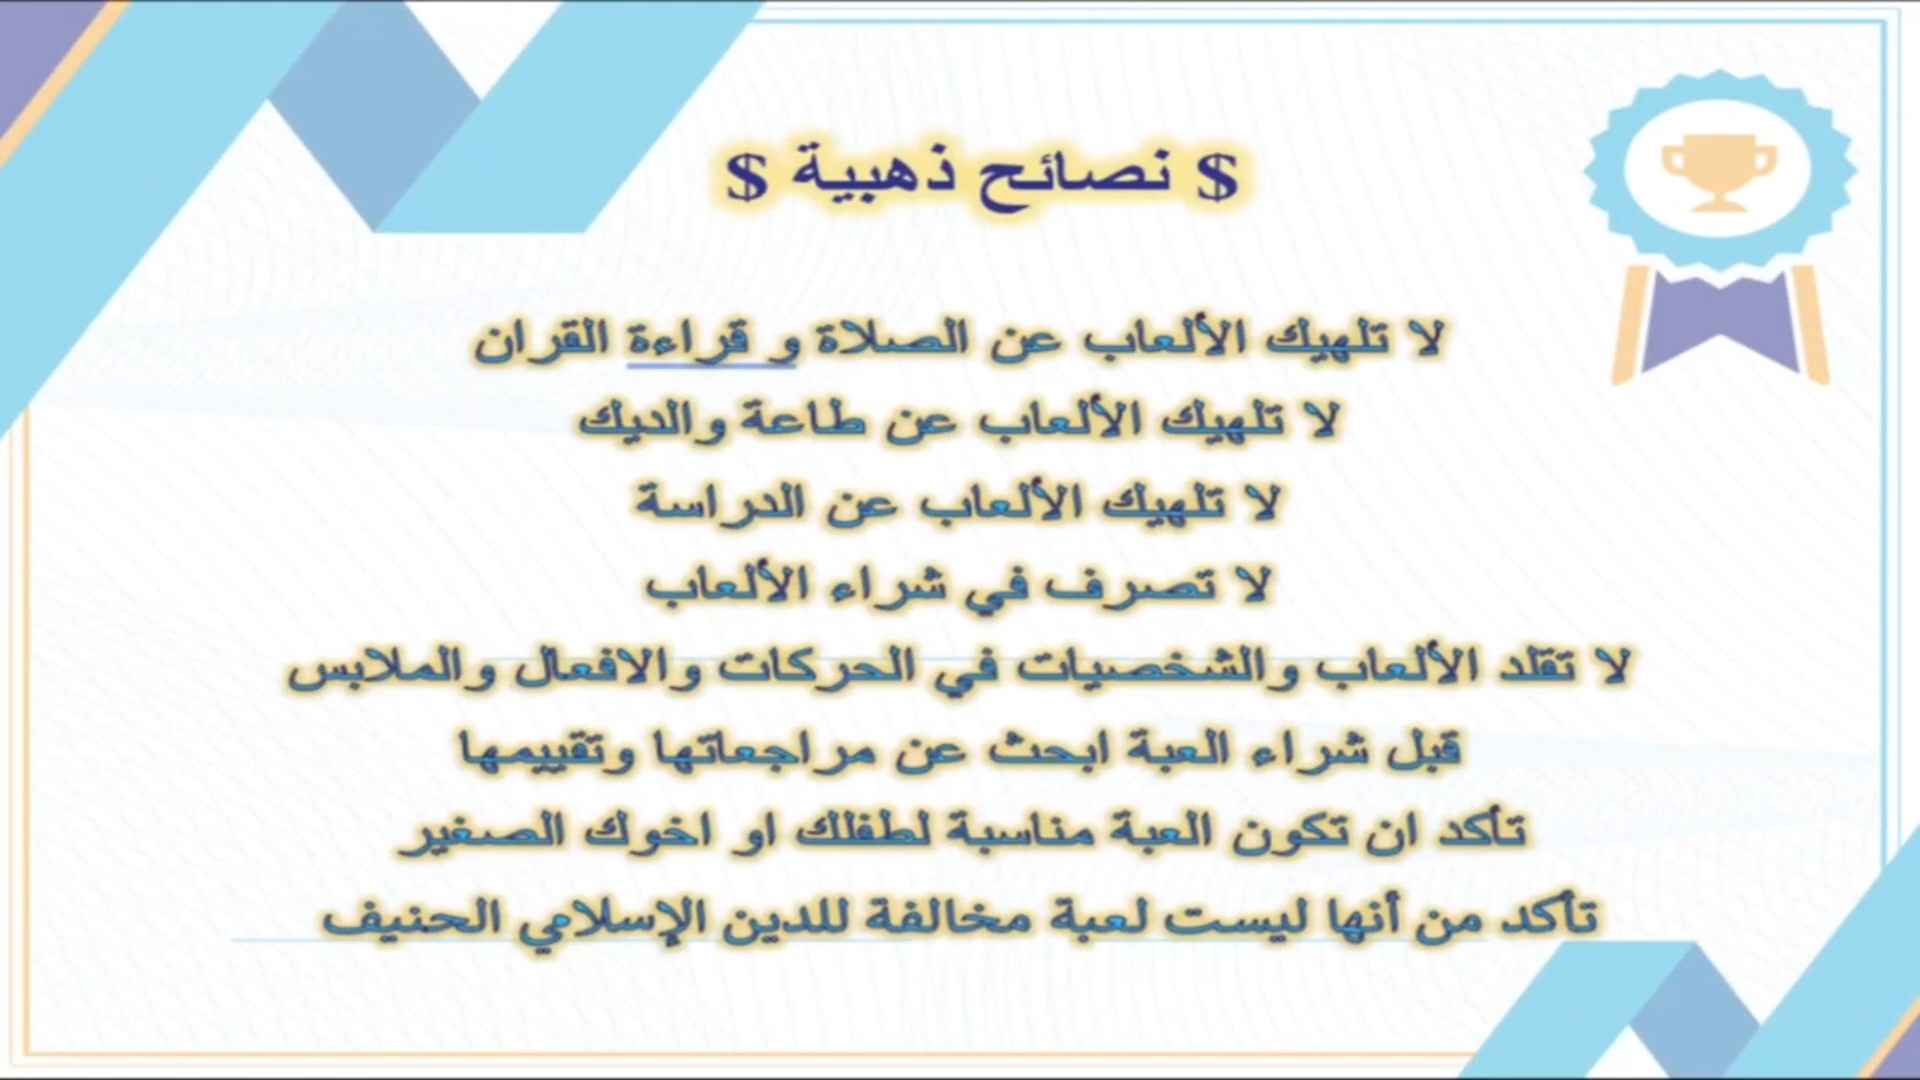 $ نصائح ذهبية $
لا تلهيك الألعاب عن الصلاة و قراءة القران
لا تلهيك الألعاب عن طاعة والديك
لا تلهيك الألعاب عن الدراسة
لا تصرف في شراء الألعاب
لا تقلد الألعاب والشخصيات في الحركات والافعال والملابس
قبل شراء العبة ابحث عن مراجعاتها وتقييمها
تأكد ان تكون العبة مناسبة لطفلك او اخوك الصغير
تأكد من أنها ليست لعبة مخالفة للدين الإسلامي الحنيف